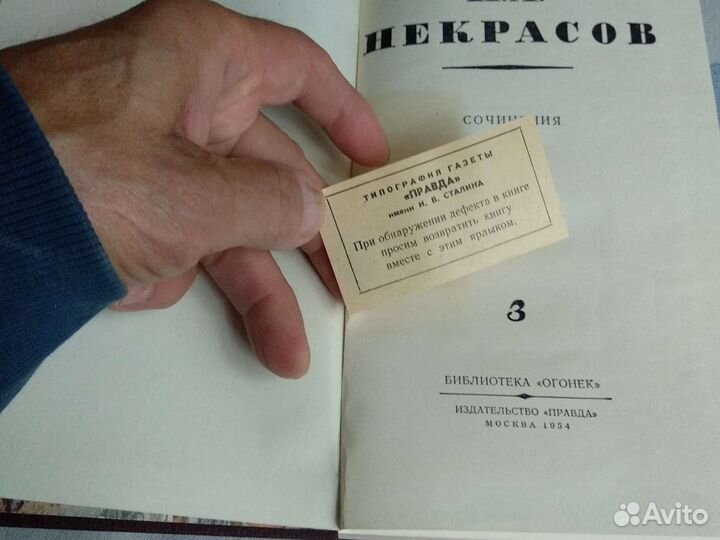 НЕКРАСОВ
СОЧИНЕНИЯ
ТИПОГРАФИЯ ГАЗЕТЫ
«ПРАВДА»
имени И. В. СТАЛИНА
При обнаружении дефекта в книге
просим возвратить книгу
вместе с этим ярлыком.
3
БИБЛИОТЕКА «ОГОНЕК»
ИЗДАТЕЛЬСТВО «ПРАВДА»
МОСКВА 1954
Avito